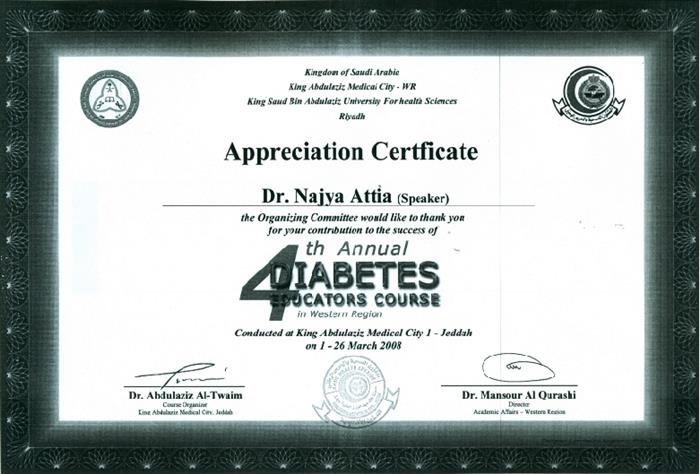 Kingdom of Saudi Arabic
King Abdulaziz Medical City - WR
King Saud Bin Abdulaziz University For health Sciences
Riyadh
Appreciation Certficate
Dr. Najya Attia (Speaker)
the Organizing Committee would like to thank you
for your contribution to the success of
4th Annual
DIABETES
EDUCATORS COURSE
in Western Region
Conducted at King Abdulaziz Medical City 1 - Jeddah
on 1 - 26 March 2008
Dr. Abdulaziz Al-Twaim
Course Organizer
King Abdulaziz Medical City, Jeddah
Dr. Mansour Al Qurashi
Director
Academic Affairs - Western Region